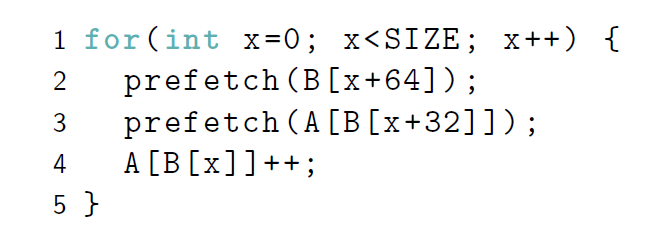 1 for(int x=0; x<SIZE; x++) {
2   prefetch(B[x+64]);
3   prefetch(A[B[x+32]]);
4   A[B[x]]++;
5 }